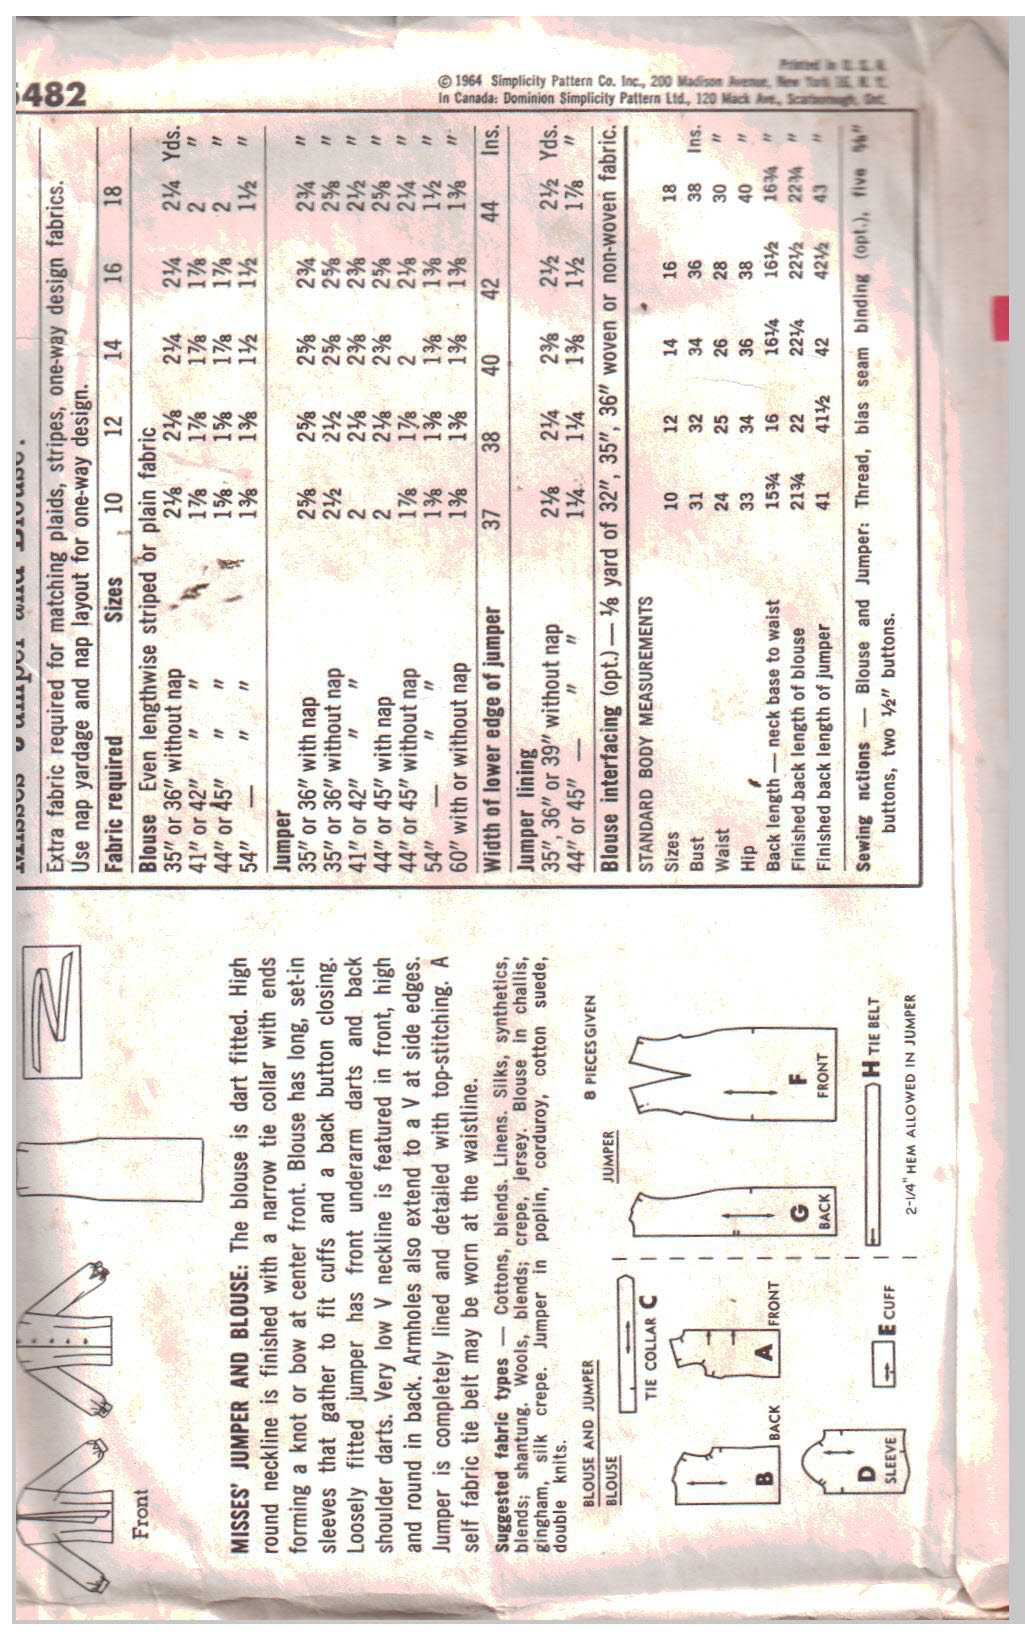 Misses' Jumper and Blouse.
5482
Front
MISSES' JUMPER AND BLOUSE: The blouse is dart fitted. High
round neckline is finished with a narrow tie collar with ends
forming a knot or bow at center front. Blouse has long, set-in
sleeves that gather to fit cuffs and a back button closing.
Loosely fitted jumper has front underarm darts and back
shoulder darts. Very low V neckline is featured in front, high
and round in back. Armholes also extend to a V at side edges.
Jumper is completely lined and detailed with top-stitching. A
self fabric tie belt may be worn at the waistline.
Suggested fabric types — Cottons, blends. Linens. Silks, synthetics,
blends; shantung. Wools, blends; crepe, jersey. Blouse in challis,
gingham, silk crepe. Jumper in poplin, corduroy, cotton suede,
double knits.
8 PIECES GIVEN
BLOUSE AND JUMPER
BLOUSE
JUMPER
TIE COLLAR C
B BACK
A FRONT
D SLEEVE
E CUFF
G BACK
F FRONT
H TIE BELT
2-1/4" HEM ALLOWED IN JUMPER
Extra fabric required for matching plaids, stripes, one-way design fabrics.
Use nap yardage and nap layout for one-way design.
Fabric required Sizes 10 12 14 16 18
Blouse Even lengthwise striped or plain fabric
35" or 36" without nap 2⅛ 2⅛ 2¼ 2¼ 2¼ Yds.
41" or 42" " " 1⅞ 1⅞ 1⅞ 1⅞ 2 "
44" or 45" " " 1⅝ 1⅝ 1⅞ 1⅞ 2 "
54" — " " 1⅜ 1⅜ 1½ 1½ 1½ "
Jumper
35" or 36" with nap 2⅝ 2⅝ 2⅝ 2¾ 2¾ "
35" or 36" without nap 2½ 2½ 2⅝ 2⅝ 2⅝ "
41" or 42" " " 2 2⅛ 2⅜ 2⅜ 2½ "
44" or 45" with nap 2 2⅛ 2⅜ 2⅝ 2⅝ "
44" or 45" without nap 1⅞ 1⅞ 2 2⅛ 2¼ "
54" — " " 1⅜ 1⅜ 1⅜ 1⅜ 1½ "
60" with or without nap 1⅜ 1⅜ 1⅜ 1⅜ 1⅜ "
Width of lower edge of jumper 37 38 40 42 44 Ins.
Jumper lining
35", 36" or 39" without nap 2⅛ 2¼ 2⅜ 2½ 2½ Yds.
44" or 45" — " " 1¼ 1¼ 1⅜ 1½ 1⅞ "
Blouse interfacing (opt.) — ⅛ yard of 32", 35", 36" woven or non-woven fabric.
STANDARD BODY MEASUREMENTS
Sizes 10 12 14 16 18
Bust 31 32 34 36 38 Ins.
Waist 24 25 26 28 30 "
Hip 33 34 36 38 40 "
Back length — neck base to waist 15¾ 16 16¼ 16½ 16¾ "
Finished back length of blouse 21¾ 22 22¼ 22½ 22¾ "
Finished back length of jumper 41 41½ 42 42½ 43 "
Sewing notions — Blouse and Jumper: Thread, bias seam binding (opt.), five ⅝"
buttons, two ½" buttons.
Printed in U. S. A.
© 1964 Simplicity Pattern Co. Inc., 200 Madison Avenue, New York 16, N. Y.
In Canada: Dominion Simplicity Pattern Ltd., 120 Mack Ave., Scarborough, Ont.